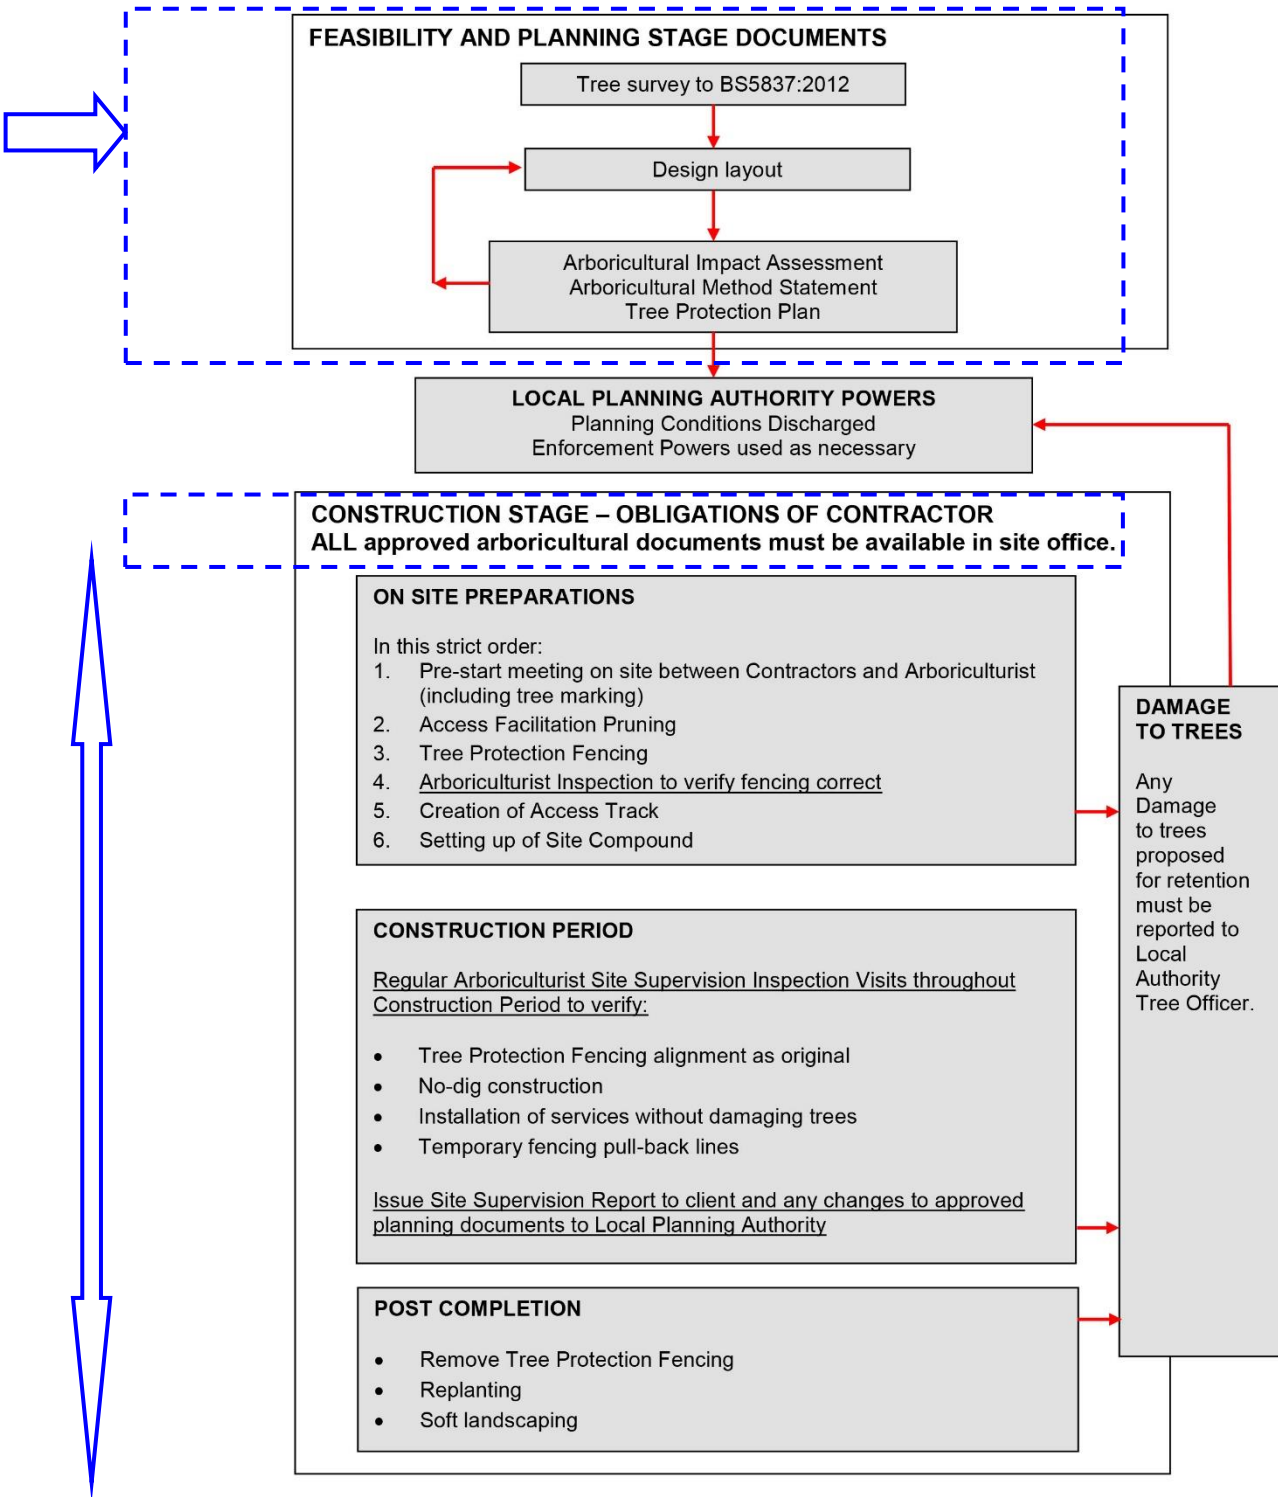 FEASIBILITY AND PLANNING STAGE DOCUMENTS
Tree survey to BS5837:2012
Design layout
Arboricultural Impact Assessment
Arboricultural Method Statement
Tree Protection Plan
LOCAL PLANNING AUTHORITY POWERS
Planning Conditions Discharged
Enforcement Powers used as necessary
CONSTRUCTION STAGE – OBLIGATIONS OF CONTRACTOR
ALL approved arboricultural documents must be available in site office.
ON SITE PREPARATIONS
In this strict order:
1. Pre-start meeting on site between Contractors and Arboriculturist
(including tree marking)
2. Access Facilitation Pruning
3. Tree Protection Fencing
4. Arboriculturist Inspection to verify fencing correct
5. Creation of Access Track
6. Setting up of Site Compound
CONSTRUCTION PERIOD
Regular Arboriculturist Site Supervision Inspection Visits throughout
Construction Period to verify:
• Tree Protection Fencing alignment as original
• No-dig construction
• Installation of services without damaging trees
• Temporary fencing pull-back lines
Issue Site Supervision Report to client and any changes to approved
planning documents to Local Planning Authority
POST COMPLETION
• Remove Tree Protection Fencing
• Replanting
• Soft landscaping
DAMAGE
TO TREES
Any
Damage
to trees
proposed
for retention
must be
reported to
Local
Authority
Tree Officer.